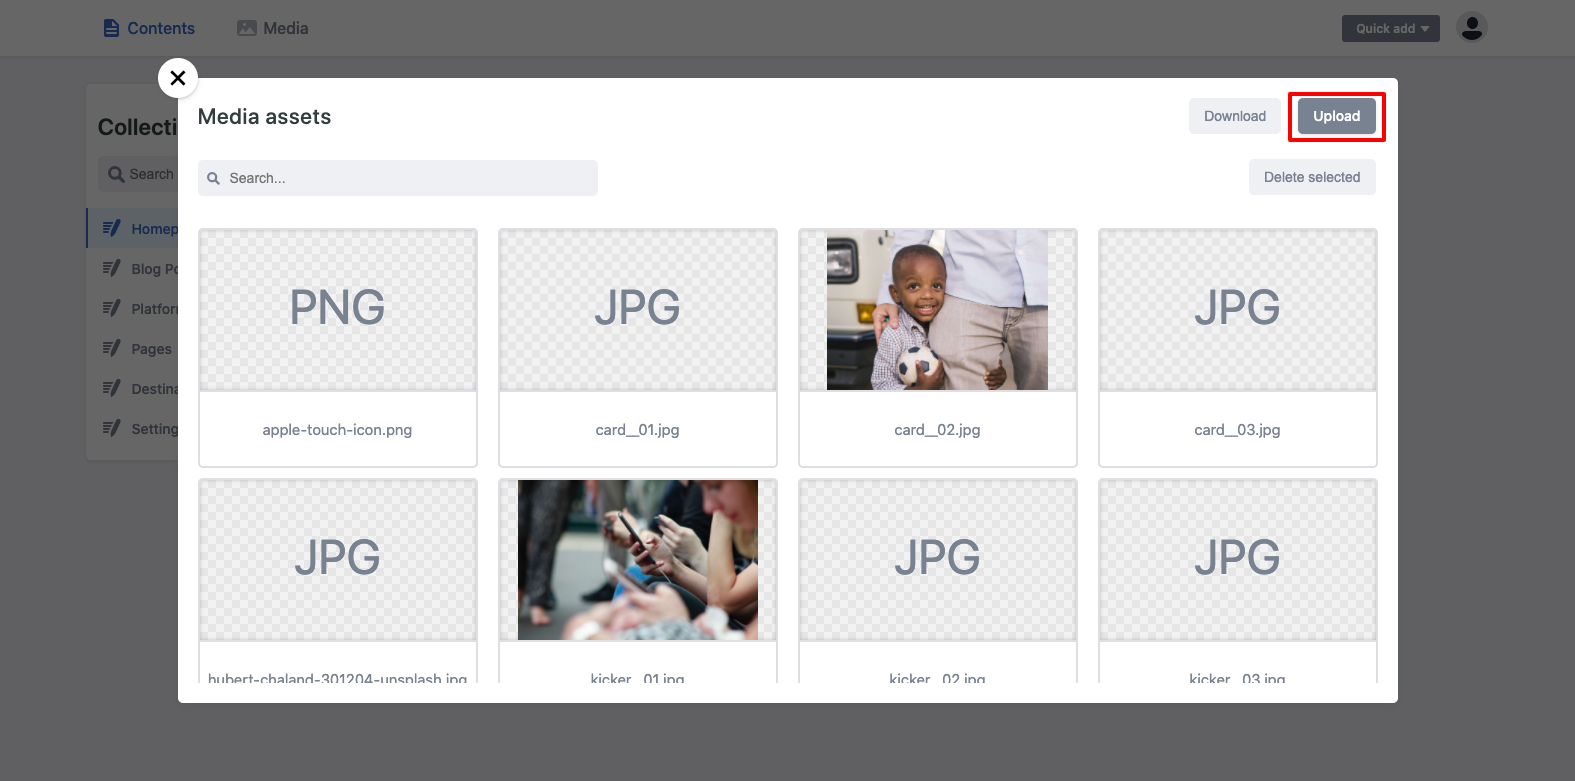 Contents
Media
Quick add
Collecti
Search
Homep
Blog Po
Platforr
Pages
Destina
Setting
Media assets
Download
Upload
Search...
Delete selected
PNG
JPG
JPG
apple-touch-icon.png
card__01.jpg
card__02.jpg
card__03.jpg
JPG
JPG
JPG
hubert-chaland-301204-unsplash.jpg
kicker__01.jpg
kicker__02.jpg
kicker__03.jpg